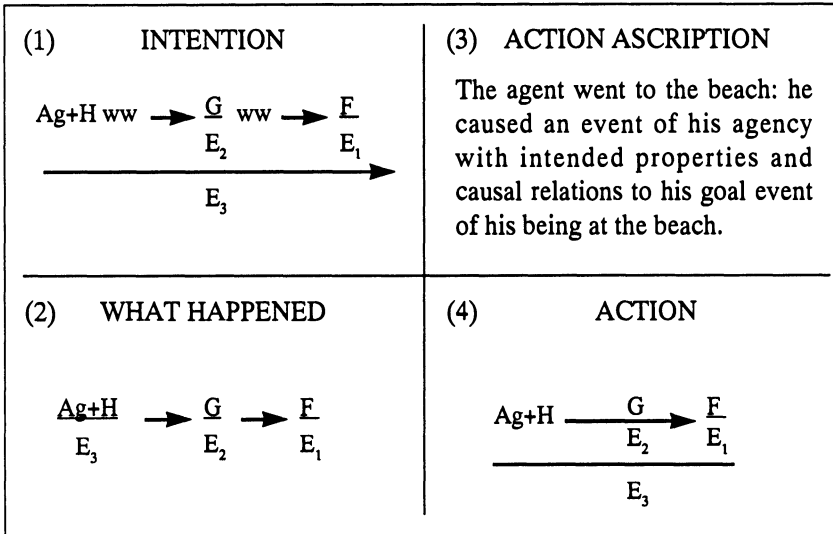 (1) INTENTION
Ag+H ww → G ww → F
E₂ E₁
E₃
(3) ACTION ASCRIPTION
The agent went to the beach: he
caused an event of his agency
with intended properties and
causal relations to his goal event
of his being at the beach.
(2) WHAT HAPPENED
Ag+H → G → F
E₃ E₂ E₁
(4) ACTION
Ag+H G → F
E₂ E₁
E₃